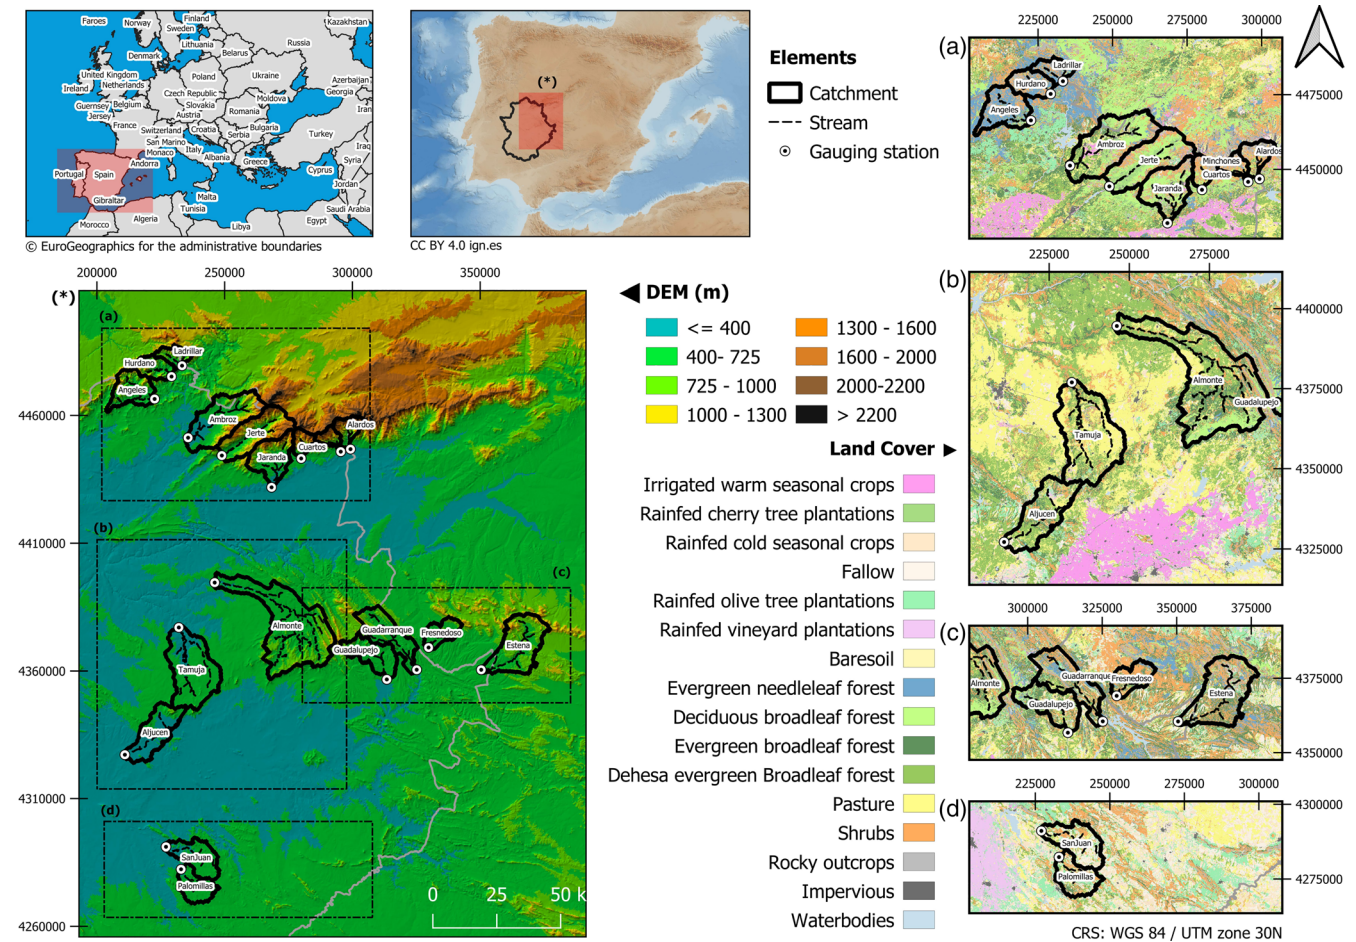 Faroes
Norway
Finland
Sweden
Kazakhstan
Lithuania
Russia
Denmark
Belarus
United Kingdom
Netherlands
Poland
Ukraine
Azerbaijan
Ireland
Czech Republic
Georgia
Guernsey
Belgium
Slovakia
Moldova
Jersey
Austria
Romania
Iran
France
Switzerland
Croatia
Bulgaria
Serbia
Turkey
San Marino
Italy
Iraq
Monaco
Albania
Andorra
Greece
Syria
Portugal
Spain
Cyprus
Jordan
Malta
Gibraltar
Tunisia
Saudi Arabia
Morocco
Algeria
Libya
Egypt
© EuroGeographics for the administrative boundaries
(*)
CC BY 4.0 ign.es
Elements
Catchment
Stream
Gauging station
(a)
225000
250000
275000
300000
Ladrillar
Hurdano
Angeles
Ambroz
Jerte
Jaranda
Minchones
Cuartos
Alardos
4475000
4450000
(*)
200000
250000
300000
350000
(a)
Ladrillar
Hurdano
Angeles
Ambroz
Jerte
Alardos
Cuartos
Jaranda
(b)
(c)
Almonte
Guadarranque
Fresnedoso
Guadalupejo
Estena
Tamuja
Aljucen
(d)
SanJuan
Palomillas
4460000
4410000
4360000
4310000
4260000
0
50 k
DEM (m)
<= 400
400- 725
725 - 1000
1000 - 1300
1300 - 1600
1600 - 2000
2000-2200
> 2200
Land Cover
Irrigated warm seasonal crops
Rainfed cherry tree plantations
Rainfed cold seasonal crops
Fallow
Rainfed olive tree plantations
Rainfed vineyard plantations
Baresoil
Evergreen needleleaf forest
Deciduous broadleaf forest
Evergreen broadleaf forest
Dehesa evergreen Broadleaf forest
Pasture
Shrubs
Rocky outcrops
Impervious
Waterbodies
(b)
225000
250000
275000
Almonte
Guadalupejo
Tamuja
Aljucen
4400000
4375000
4350000
4325000
(c)
300000
325000
350000
375000
Almonte
Guadarranque
Fresnedoso
Guadalupejo
Estena
4375000
4350000
(d)
225000
250000
275000
300000
SanJuan
Palomillas
4300000
4275000
CRS: WGS 84 / UTM zone 30N